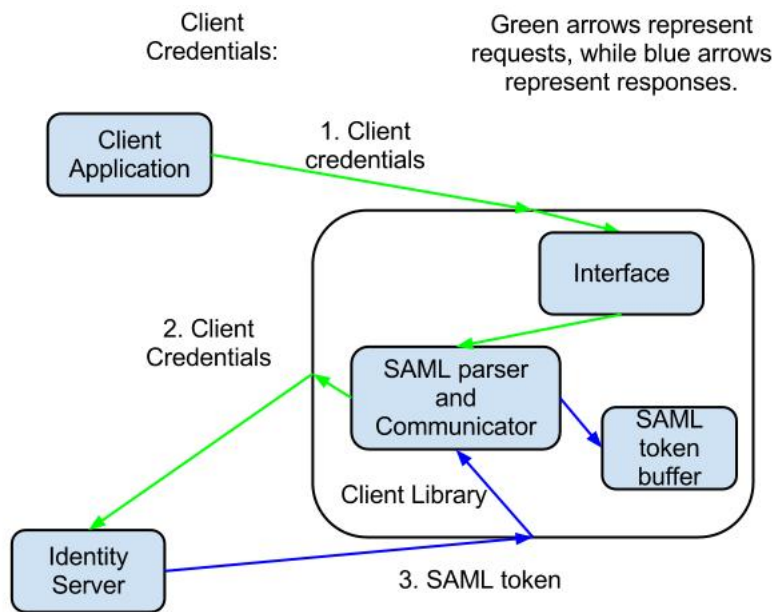 Client
Credentials:
Green arrows represent
requests, while blue arrows
represent responses.
Client
Application
1. Client
credentials
Interface
2. Client
Credentials
SAML parser
and
Communicator
SAML
token
buffer
Client Library
Identity
Server
3. SAML token